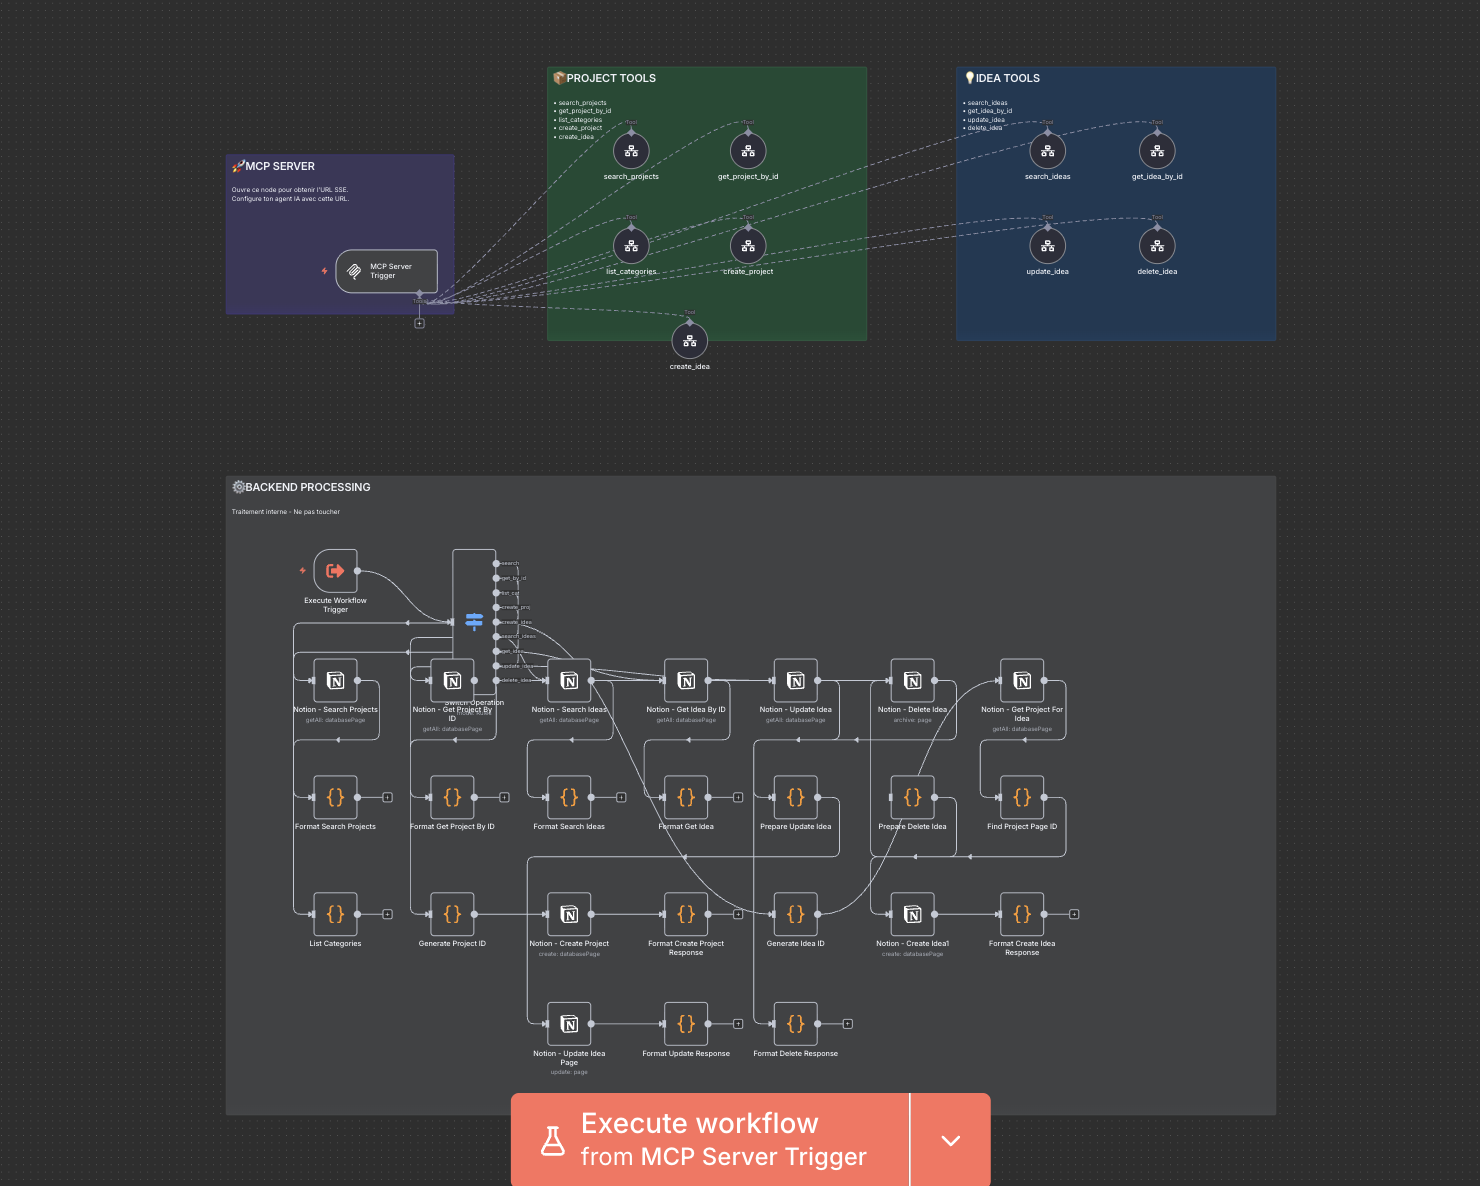 PROJECT TOOLS
• search_projects
• get_project_by_id
• list_categories
• create_project
• create_idea
Tool
Tool
search_projects
get_project_by_id
Tool
Tool
list_categories
create_project
Tool
create_idea
IDEA TOOLS
• search_ideas
• get_idea_by_id
• update_idea
• delete_idea
Tool
Tool
search_ideas
get_idea_by_id
Tool
Tool
update_idea
delete_idea
MCP SERVER
Ouvre ce node pour obtenir l'URL SSE.
Configure ton agent IA avec cette URL.
MCP Server
Trigger
Tools
BACKEND PROCESSING
Traitement interne - Ne pas toucher
Execute Workflow
Trigger
search
get_by_id
list_cat
create_proj
create_idea
search_ideas
get_idea
update_idea
delete_idea
Switch Operation
Notion - Search Projects
getAll: databasePage
Notion - Get Project By
ID
getAll: databasePage
Notion - Search Ideas
getAll: databasePage
Notion - Get Idea By ID
getAll: databasePage
Notion - Update Idea
getAll: databasePage
Notion - Delete Idea
archive: page
Notion - Get Project For
Idea
getAll: databasePage
Format Search Projects
Format Get Project By ID
Format Search Ideas
Format Get Idea
Prepare Update Idea
Prepare Delete Idea
Find Project Page ID
List Categories
Generate Project ID
Notion - Create Project
create: databasePage
Format Create Project
Response
Generate Idea ID
Notion - Create Idea1
create: databasePage
Format Create Idea
Response
Notion - Update Idea
Page
update: page
Format Update Response
Format Delete Response
Execute workflow
from MCP Server Trigger